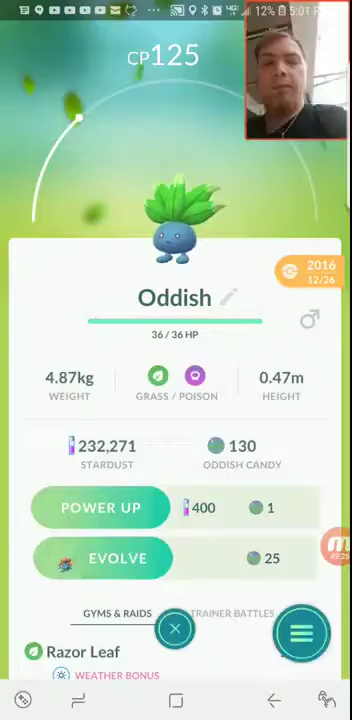 12% 5:01 P
CP125
2016
12/26
Oddish
36 / 36 HP
4.87kg
WEIGHT
GRASS / POISON
0.47m
HEIGHT
232,271
STARDUST
130
ODDISH CANDY
POWER UP
400
1
EVOLVE
25
49:26
GYMS & RAIDS
TRAINER BATTLES
Razor Leaf
WEATHER BONUS